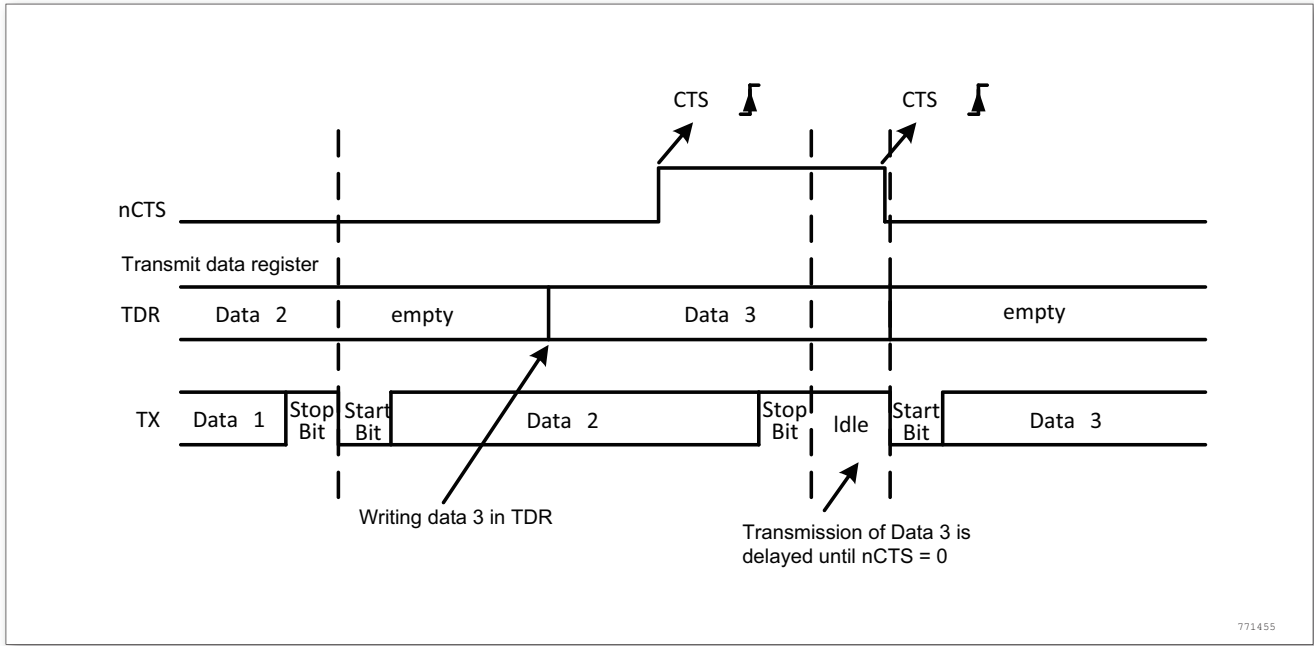 CTS CTS
nCTS
Transmit data register
TDR Data 2 empty Data 3 empty
TX Data 1 Stop Bit Start Bit Data 2 Stop Bit Idle Start Bit Data 3
Writing data 3 in TDR
Transmission of Data 3 is
delayed until nCTS = 0
771455